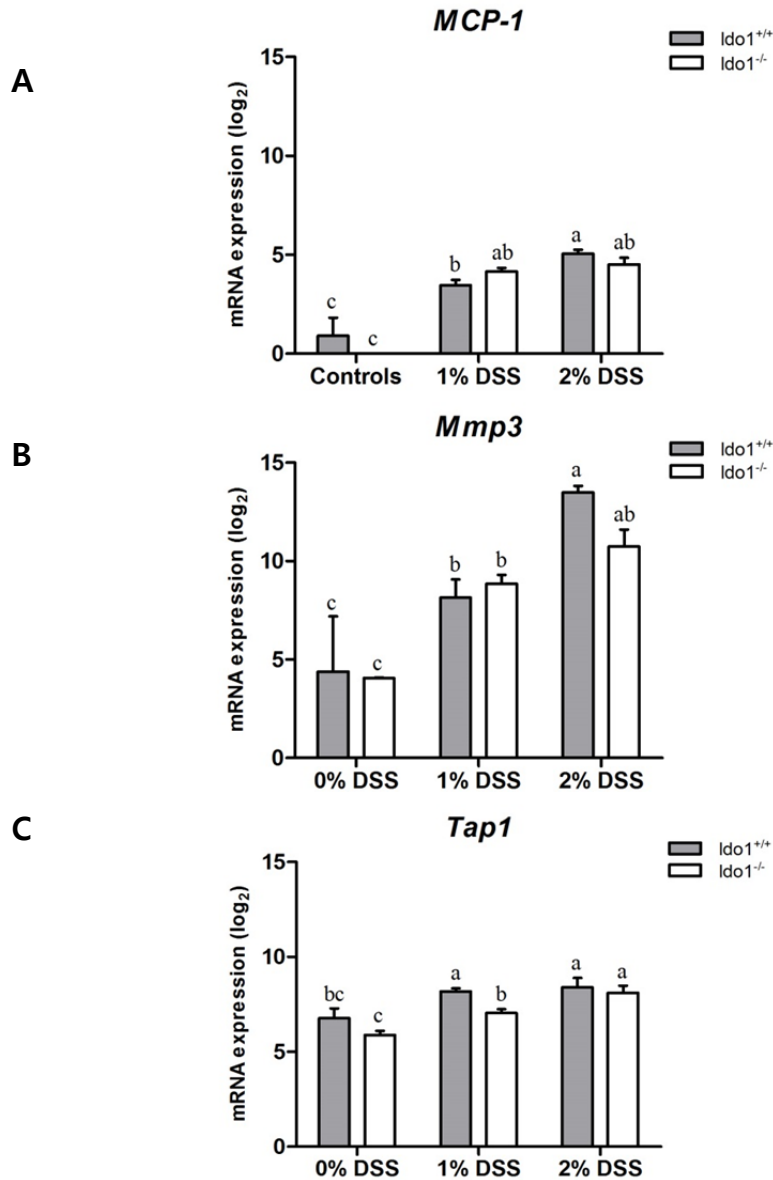 MCP-1
A
Ido1+/+
Ido1-/-
mRNA expression (log2)
15
10
5
0
c
c
b
ab
a
ab
Controls
1% DSS
2% DSS
Mmp3
B
Ido1+/+
Ido1-/-
mRNA expression (log2)
15
10
5
0
c
c
b
b
a
ab
0% DSS
1% DSS
2% DSS
Tap1
C
Ido1+/+
Ido1-/-
mRNA expression (log2)
15
10
5
0
bc
c
a
b
a
a
0% DSS
1% DSS
2% DSS